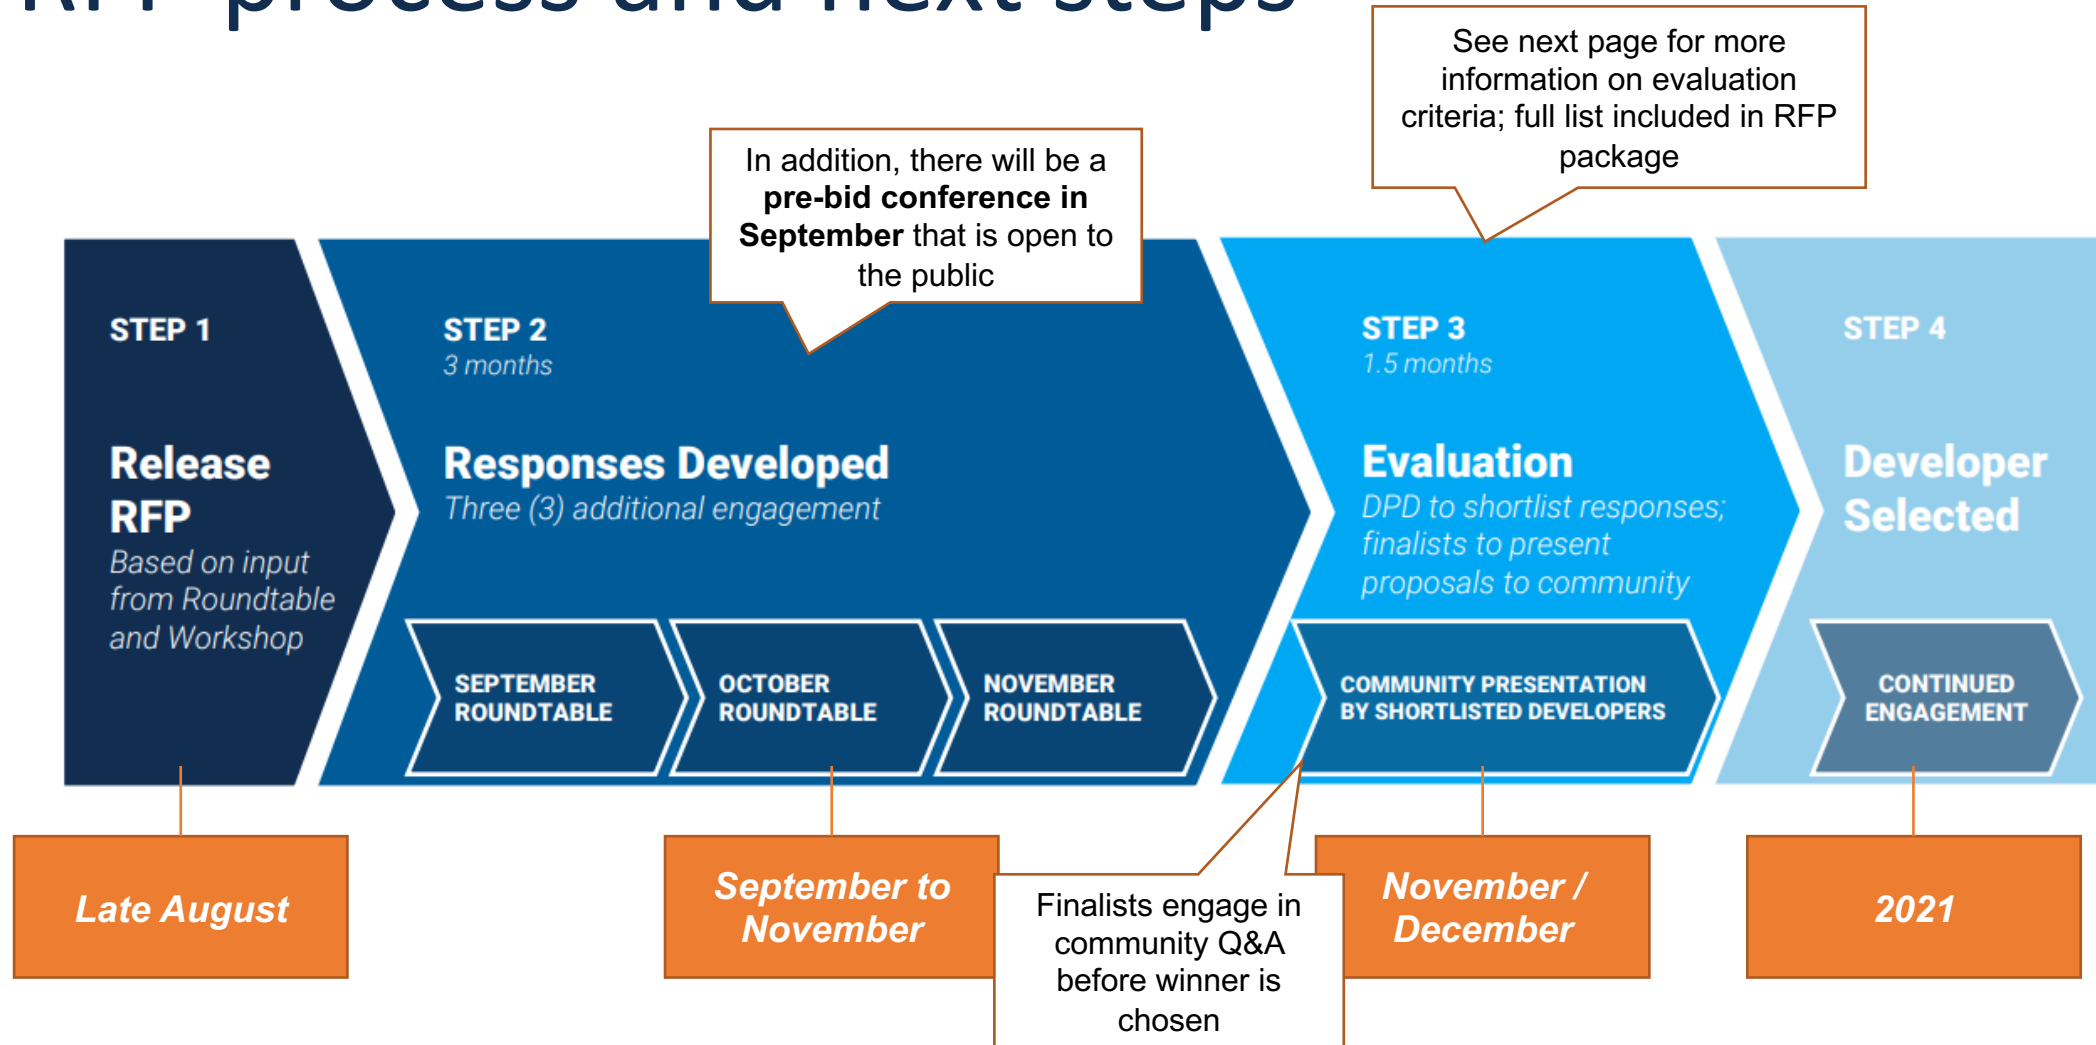 RFP process and next steps
See next page for more
information on evaluation
criteria; full list included in RFP
package
In addition, there will be a
pre-bid conference in
September that is open to
the public
STEP 1
Release
RFP
Based on input
from Roundtable
and Workshop
STEP 2
3 months
Responses Developed
Three (3) additional engagement
SEPTEMBER
ROUNDTABLE
OCTOBER
ROUNDTABLE
NOVEMBER
ROUNDTABLE
STEP 3
1.5 months
Evaluation
DPD to shortlist responses;
finalists to present
proposals to community
COMMUNITY PRESENTATION
BY SHORTLISTED DEVELOPERS
STEP 4
Developer
Selected
CONTINUED
ENGAGEMENT
Late August
September to
November
Finalists engage in
community Q&A
before winner is
chosen
November /
December
2021